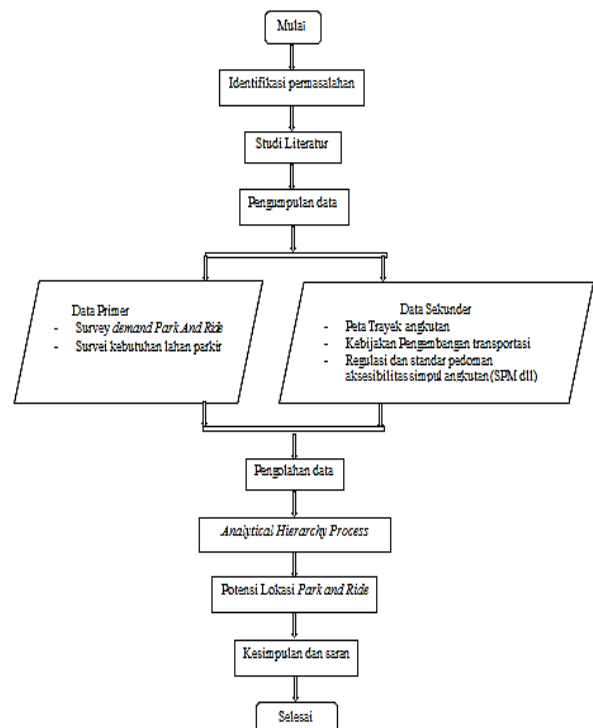 Mulai
Identifikasi permasalahan
Studi Literatur
Pengumpulan data
Data Primer
- Survey demand Park And Ride
- Survei kebutuhan lahan parkir
Data Sekunder
- Peta Trayek angkutan
- Kebijakan Pengembangan transportasi
- Regulasi dan standar pedoman
aksesibilitas simpul angkutan (SPM dll)
Pengolahan data
Analytical Hierarchy Process
Potensi Lokasi Park and Ride
Kesimpulan dan saran
Selesai